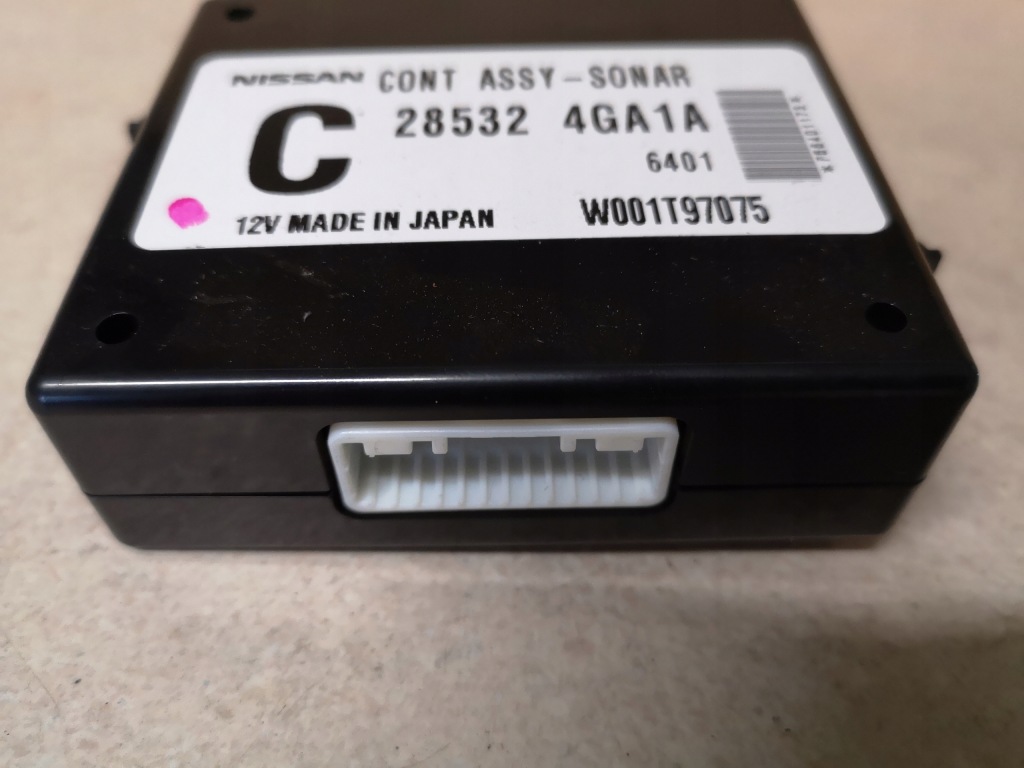 NISSAN CONT ASSY-SONAR
C 28532 4GA1A
6401
12V MADE IN JAPAN W001T97075